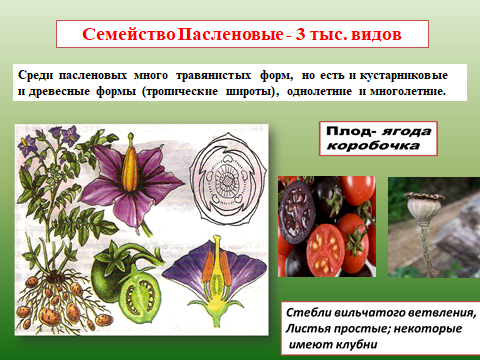 Семейство Пасленовые - 3 тыс. видов
Среди пасленовых много травянистых форм, но есть и кустарниковые
и древесные формы (тропические широты), однолетние и многолетние.
Плод- ягода
коробочка
Стебли вильчатого ветвления,
Листья простые; некоторые
имеют клубни